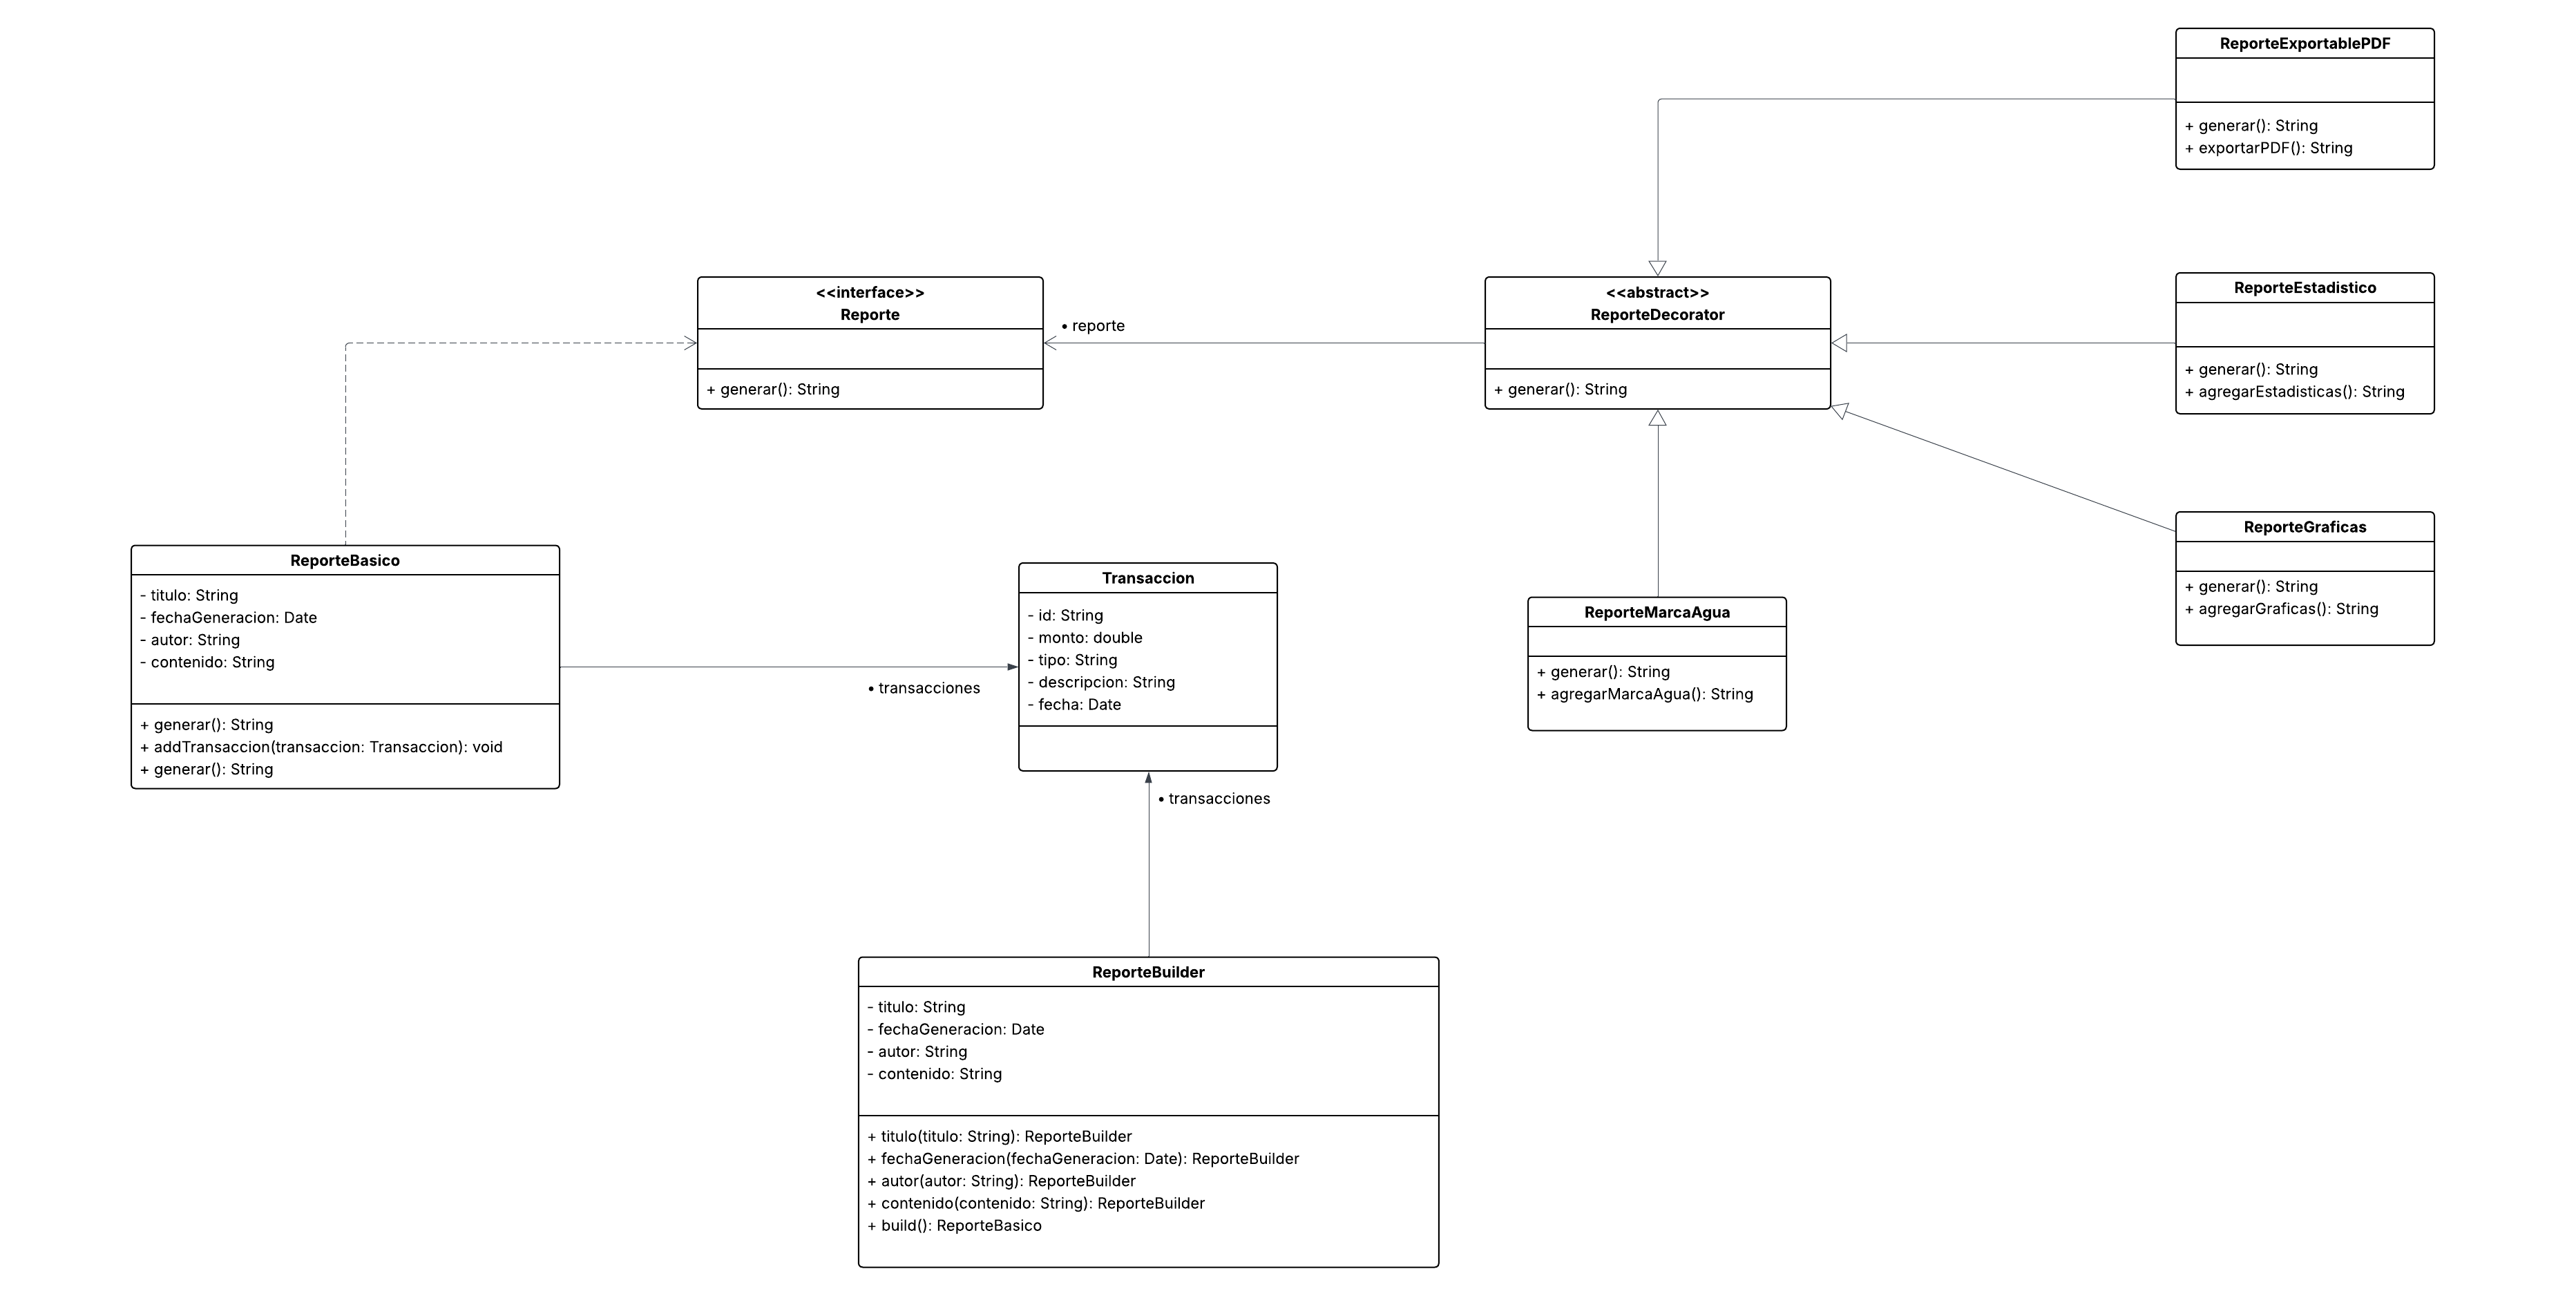 ReporteExportablePDF
+ generar(): String
+ exportarPDF(): String
<<interface>>
Reporte
+ generar(): String
• reporte
<<abstract>>
ReporteDecorator
+ generar(): String
ReporteEstadistico
+ generar(): String
+ agregarEstadisticas(): String
ReporteGraficas
+ generar(): String
+ agregarGraficas(): String
ReporteBasico
- titulo: String
- fechaGeneracion: Date
- autor: String
- contenido: String
+ generar(): String
+ addTransaccion(transaccion: Transaccion): void
+ generar(): String
• transacciones
Transaccion
- id: String
- monto: double
- tipo: String
- descripcion: String
- fecha: Date
• transacciones
ReporteMarcaAgua
+ generar(): String
+ agregarMarcaAgua(): String
ReporteBuilder
- titulo: String
- fechaGeneracion: Date
- autor: String
- contenido: String
+ titulo(titulo: String): ReporteBuilder
+ fechaGeneracion(fechaGeneracion: Date): ReporteBuilder
+ autor(autor: String): ReporteBuilder
+ contenido(contenido: String): ReporteBuilder
+ build(): ReporteBasico